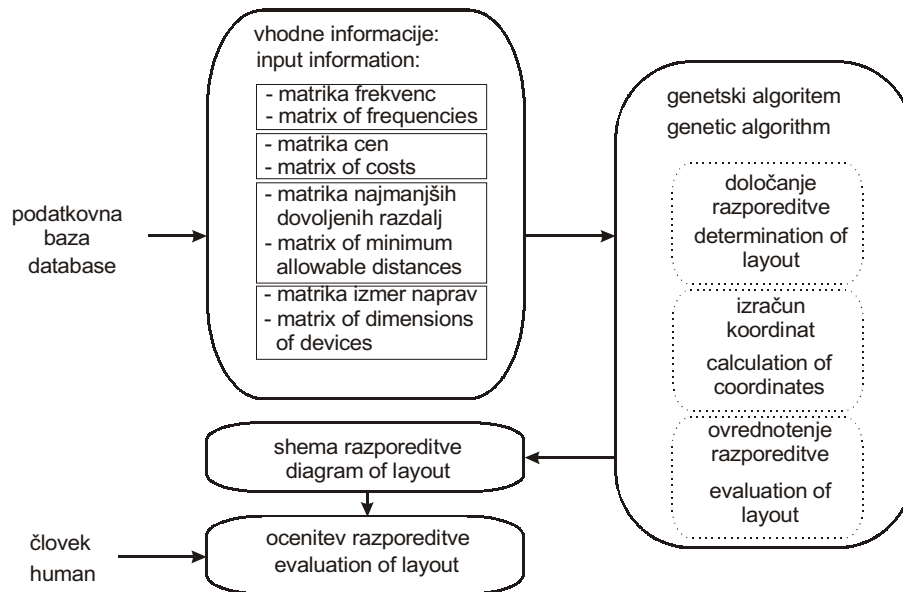 vhodne informacije:
input information:
- matrika frekvenc
- matrix of frequencies
- matrika cen
- matrix of costs
- matrika najmanjših
dovoljenih razdalj
- matrix of minimum
allowable distances
- matrika izmer naprav
- matrix of dimensions
of devices
podatkovna
baza
database
genetski algoritem
genetic algorithm
določanje
razporeditve
determination of
layout
izračun
koordinat
calculation of
coordinates
ovrednotenje
razporeditve
evaluation of
layout
shema razporeditve
diagram of layout
ocenitev razporeditve
evaluation of layout
človek
human